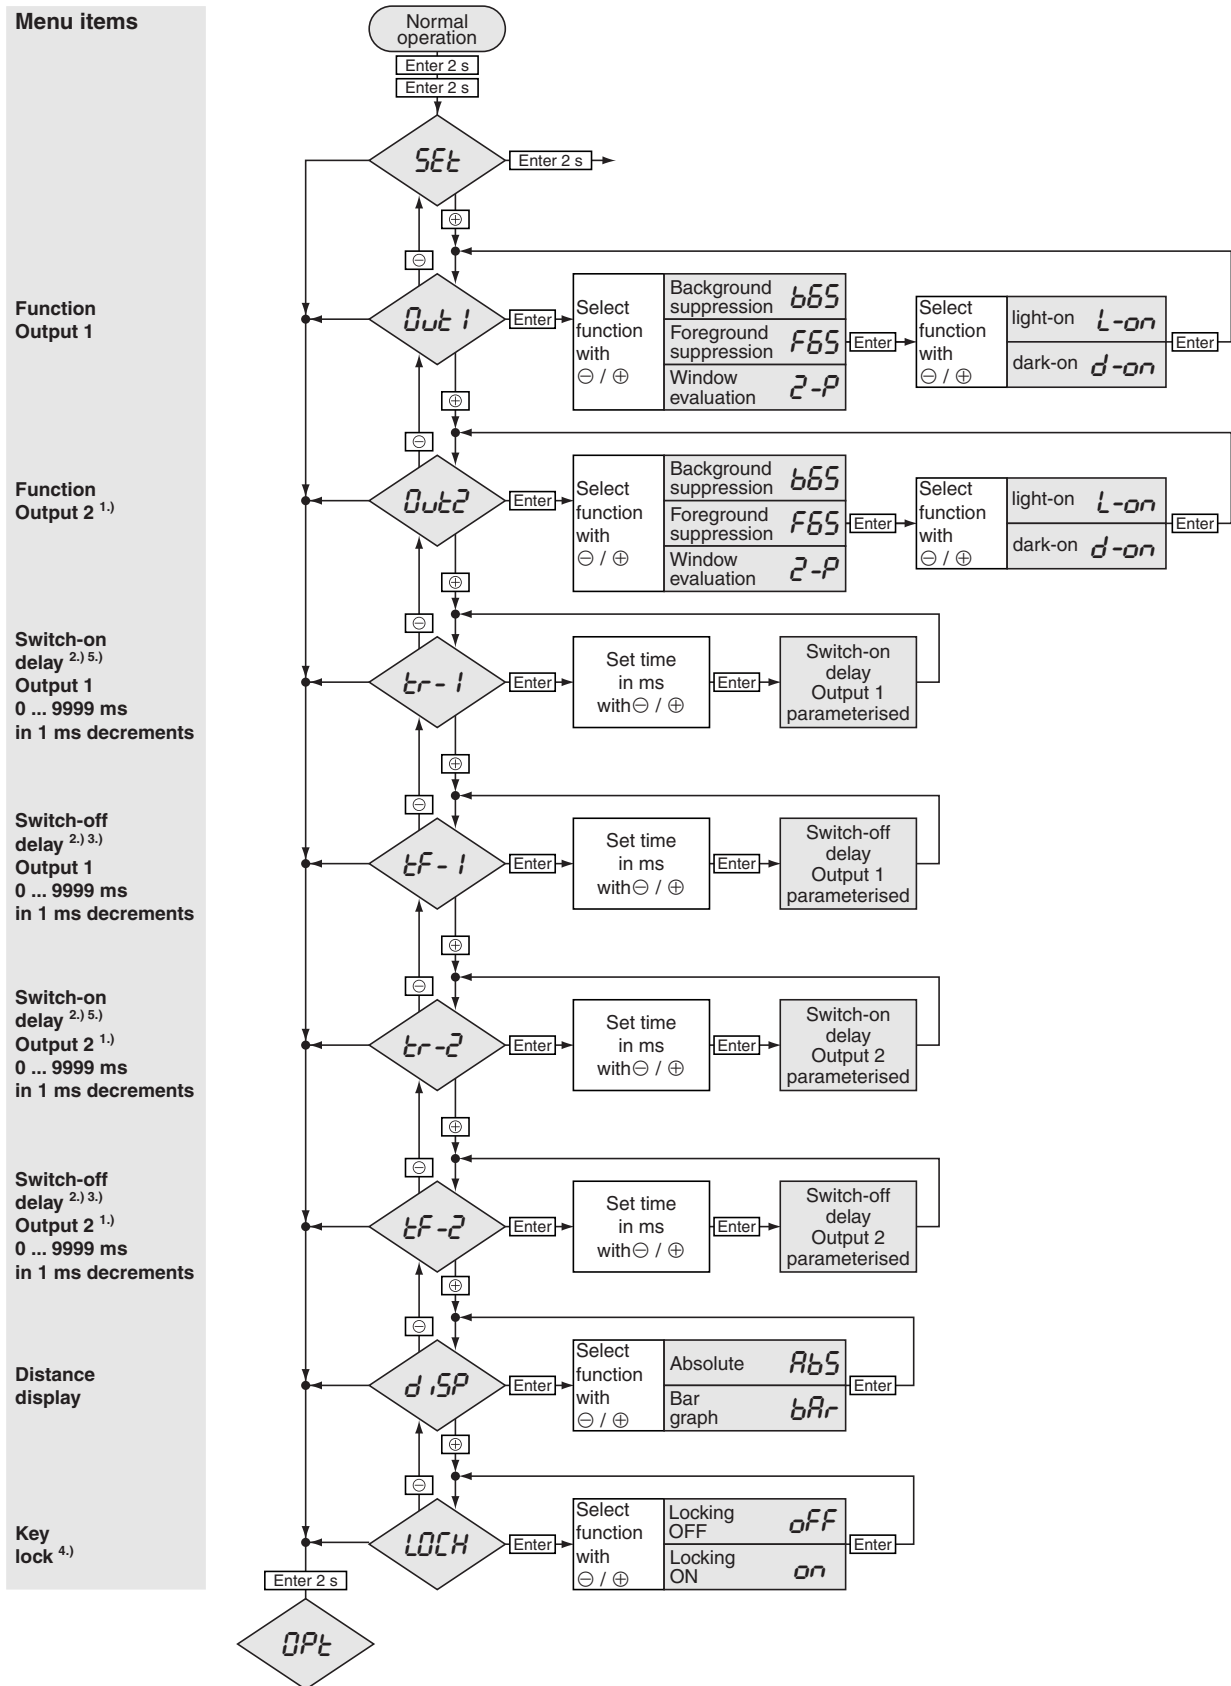 Menu items
Normal
operation
Enter 2 s
Enter 2 s
SEt
Enter 2 s
⊕
⊖
Function
Output 1
Out1
Enter
Select
function
with
⊖ / ⊕
Background
suppression
bGS
Foreground
suppression
FGS
Window
evaluation
2-P
Enter
Select
function
with
⊖ / ⊕
light-on
L-on
dark-on
d-on
Enter
⊕
⊖
Function
Output 2 1.)
Out2
Enter
Select
function
with
⊖ / ⊕
Background
suppression
bGS
Foreground
suppression
FGS
Window
evaluation
2-P
Enter
Select
function
with
⊖ / ⊕
light-on
L-on
dark-on
d-on
Enter
⊕
⊖
Switch-on
delay 2.) 5.)
Output 1
0 ... 9999 ms
in 1 ms decrements
tr-1
Enter
Set time
in ms
with⊖ / ⊕
Enter
Switch-on
delay
Output 1
parameterised
⊕
⊖
Switch-off
delay 2.) 3.)
Output 1
0 ... 9999 ms
in 1 ms decrements
tF-1
Enter
Set time
in ms
with⊖ / ⊕
Enter
Switch-off
delay
Output 1
parameterised
⊕
⊖
Switch-on
delay 2.) 5.)
Output 2 1.)
0 ... 9999 ms
in 1 ms decrements
tr-2
Enter
Set time
in ms
with⊖ / ⊕
Enter
Switch-on
delay
Output 2
parameterised
⊕
⊖
Switch-off
delay 2.) 3.)
Output 2 1.)
0 ... 9999 ms
in 1 ms decrements
tF-2
Enter
Set time
in ms
with⊖ / ⊕
Enter
Switch-off
delay
Output 2
parameterised
⊕
⊖
Distance
display
diSP
Enter
Select
function
with
⊖ / ⊕
Absolute
AbS
Bar
graph
bAr
Enter
⊕
⊖
Key
lock 4.)
LOCK
Enter
Select
function
with
⊖ / ⊕
Locking
OFF
oFF
Locking
ON
on
Enter
Enter 2 s
OPt